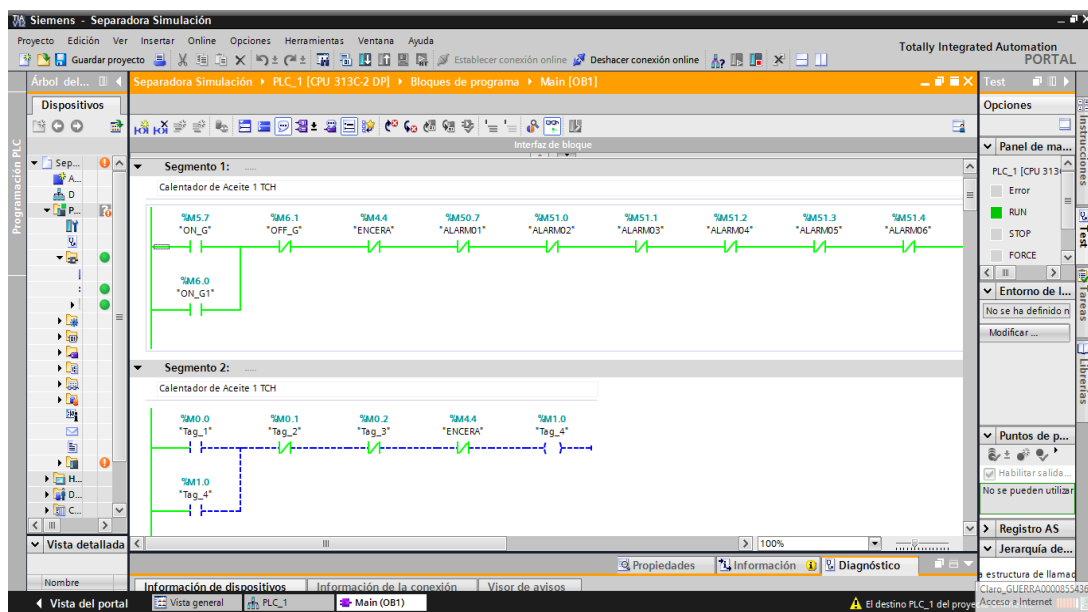 Siemens - Separadora Simulación
Proyecto Edición Ver Insertar Online Opciones Herramientas Ventana Ayuda
Guardar proyecto Establecer conexión online Deshacer conexión online
Totally Integrated Automation
PORTAL
Árbol del...
Separadora Simulación PLC_1 [CPU 313C-2 DP] Bloques de programa Main [OB1]
Test
Dispositivos
Opciones
Interfaz de bloque
Programación PLC
Sep...
A...
D
P...
H...
D...
C...
Segmento 1: .....
Calentador de Aceite 1 TCH
%M5.7 %M6.1 %M4.4 %M50.7 %M51.0 %M51.1 %M51.2 %M51.3 %M51.4
"ON_G" "OFF_G" "ENCERA" "ALARM01" "ALARM02" "ALARM03" "ALARM04" "ALARM05" "ALARM06"
%M6.0
"ON_G1"
Segmento 2: .....
Calentador de Aceite 1 TCH
%M0.0 %M0.1 %M0.2 %M4.4 %M1.0
"Tag_1" "Tag_2" "Tag_3" "ENCERA" "Tag_4"
%M1.0
"Tag_4"
100%
Panel de ma...
PLC_1 [CPU 313
Error
RUN
STOP
FORCE
Entorno de l...
No se ha definido n
Modificar ...
Puntos de p...
Habilitar salida...
No se pueden utilizar
Registro AS
Jerarquía de...
a estructura de llamad
Instrucciones
Test
Tareas
Librerías
Vista detallada
Nombre
Propiedades Información Diagnóstico
Información de dispositivos Información de la conexión Visor de avisos
Vista del portal Vista general PLC_1 Main (OB1)
El destino PLC_1 del proye
Claro_GUERRA0000855436
Acceso a Internet